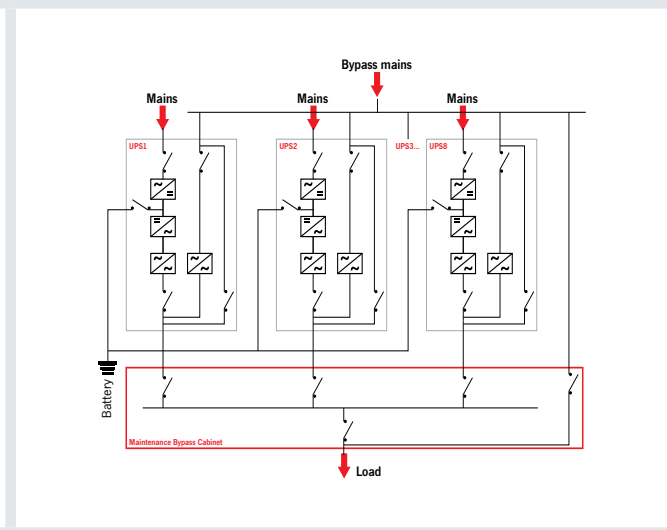 Bypass mains
Mains
Mains
Mains
UPS1
UPS2
UPS3...
UPS8
Battery
Maintenance Bypass Cabinet
Load